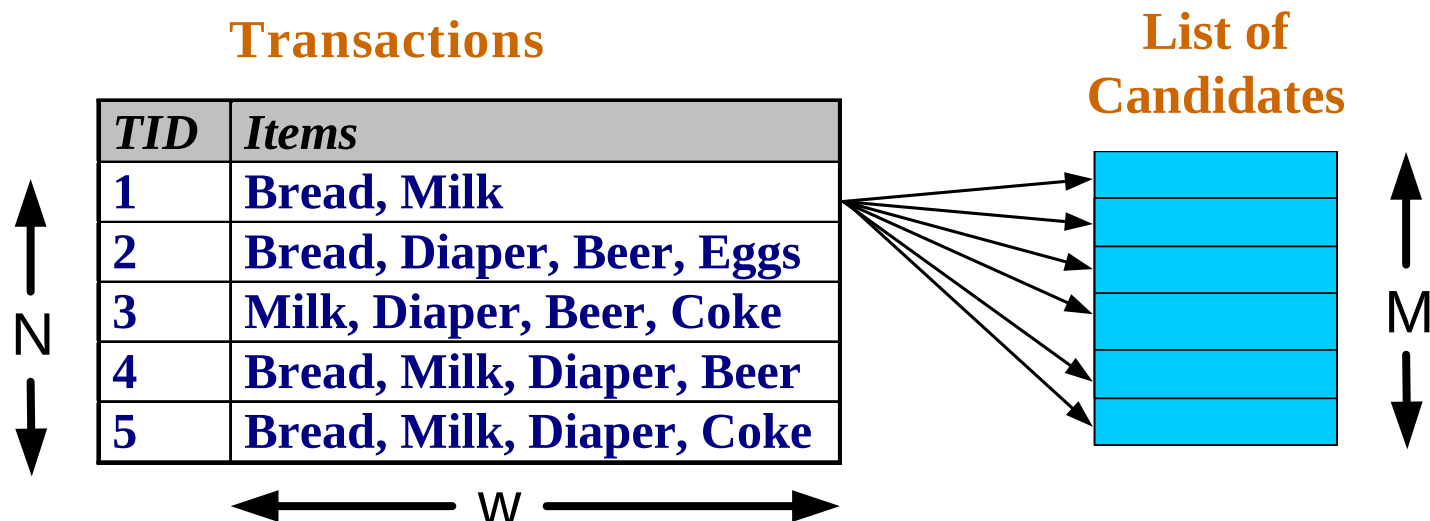 Transactions
List of
Candidates
TID Items
1 Bread, Milk
2 Bread, Diaper, Beer, Eggs
3 Milk, Diaper, Beer, Coke
4 Bread, Milk, Diaper, Beer
5 Bread, Milk, Diaper, Coke
N
M
w